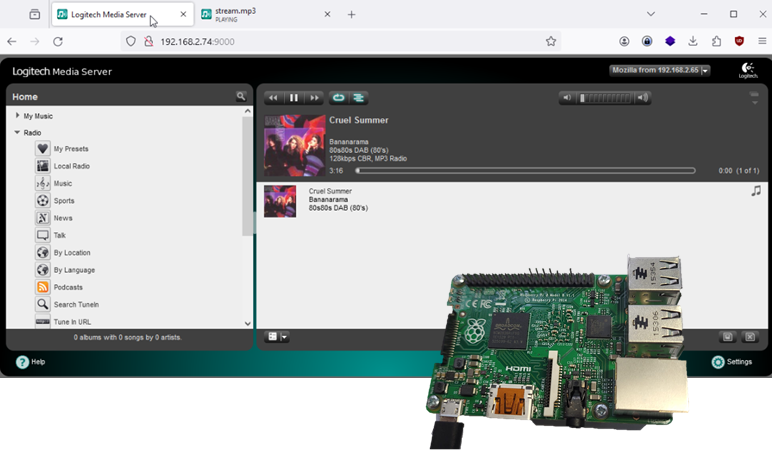 Logitech Media Server
stream.mp3
PLAYING
192.168.2.74:9000
Logitech Media Server
Mozilla from 192.168.2.65
Logitech
Home
My Music
Radio
My Presets
Local Radio
Music
Sports
News
Talk
By Location
By Language
Podcasts
Search TuneIn
Tune In URL
0 albums with 0 songs by 0 artists.
Cruel Summer
Bananarama
80s80s DAB (80's)
128kbps CBR, MP3 Radio
3:16
0:00 (1 of 1)
Cruel Summer
Bananarama
80s80s DAB (80's)
HDMI
15354
15306
Help
Settings